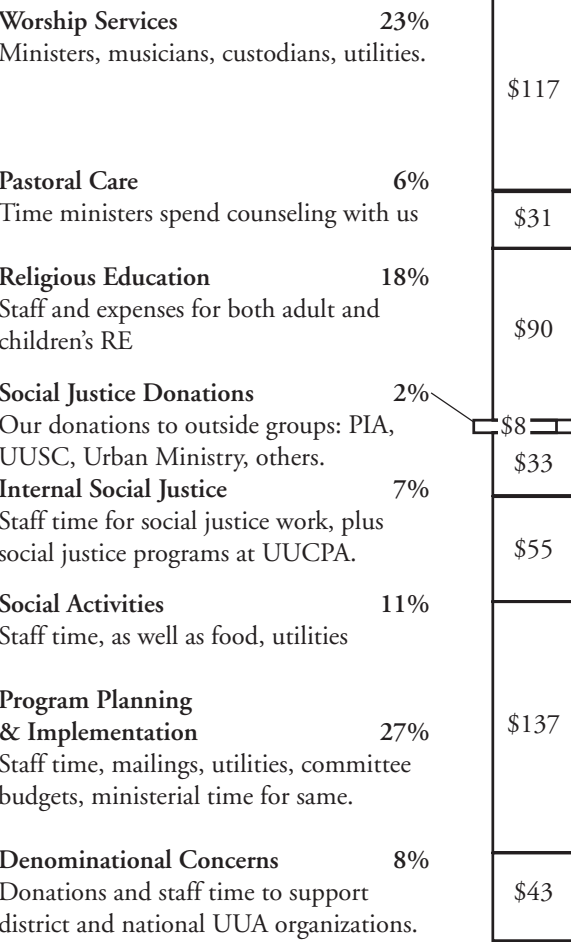 Worship Services 23%
Ministers, musicians, custodians, utilities.
$117
Pastoral Care 6%
Time ministers spend counseling with us
$31
Religious Education 18%
Staff and expenses for both adult and
children's RE
$90
Social Justice Donations 2%
Our donations to outside groups: PIA,
$8
UUSC, Urban Ministry, others.
$33
Internal Social Justice 7%
Staff time for social justice work, plus
social justice programs at UUCPA.
$55
Social Activities 11%
Staff time, as well as food, utilities
Program Planning
& Implementation 27%
$137
Staff time, mailings, utilities, committee
budgets, ministerial time for same.
Denominational Concerns 8%
Donations and staff time to support
$43
district and national UUA organizations.